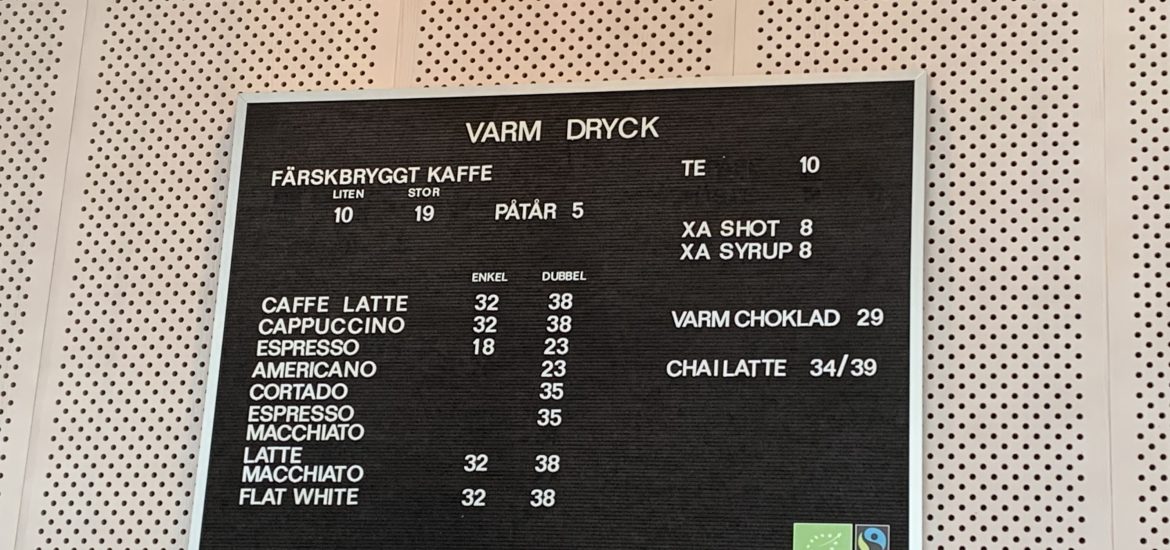 VARM DRYCK
FÄRSKBRYGGT KAFFE
LITEN STOR
10 19 PÅTÅR 5
ENKEL DUBBEL
CAFFE LATTE 32 38
CAPPUCCINO 32 38
ESPRESSO 18 23
AMERICANO 23
CORTADO 35
ESPRESSO
MACCHIATO 35
LATTE
MACCHIATO 32 38
FLAT WHITE 32 38
TE 10
XA SHOT 8
XA SYRUP 8
VARM CHOKLAD 29
CHAI LATTE 34/39